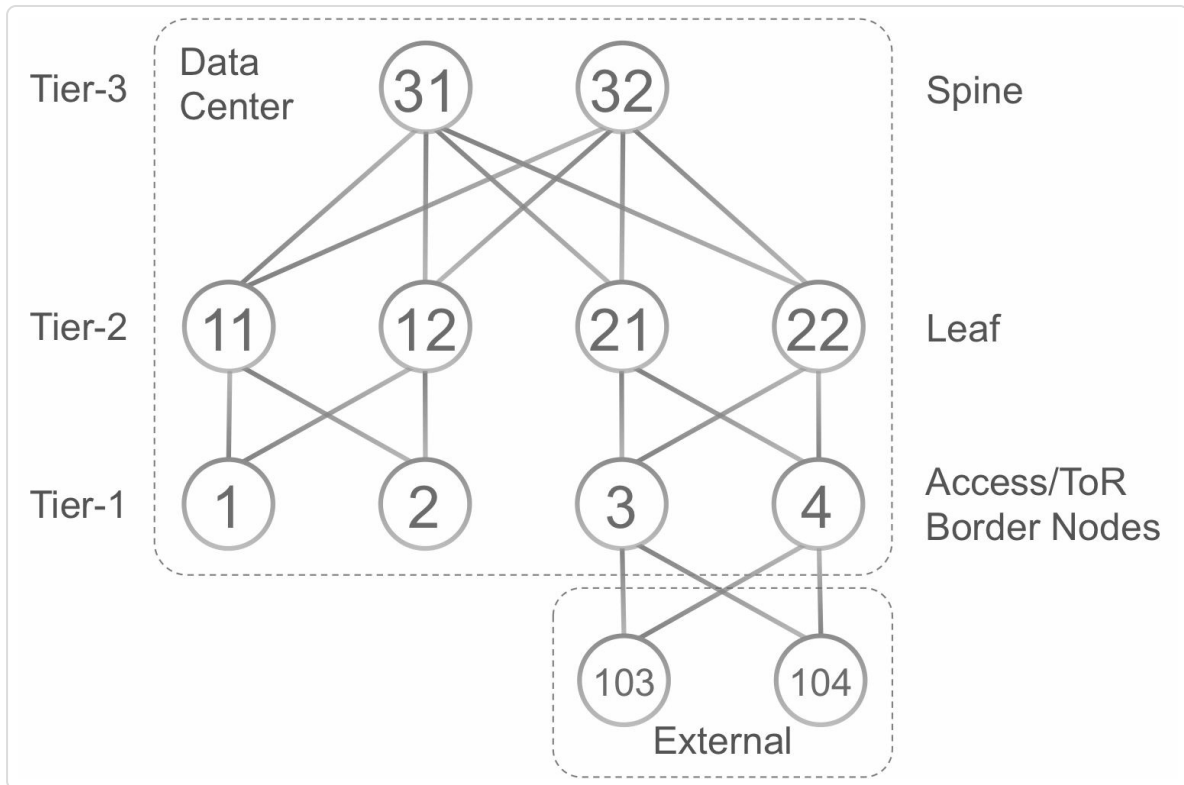 Tier-3
Data
Center
31
32
Spine
Tier-2
11
12
21
22
Leaf
Tier-1
1
2
3
4
Access/ToR
Border Nodes
103
104
External